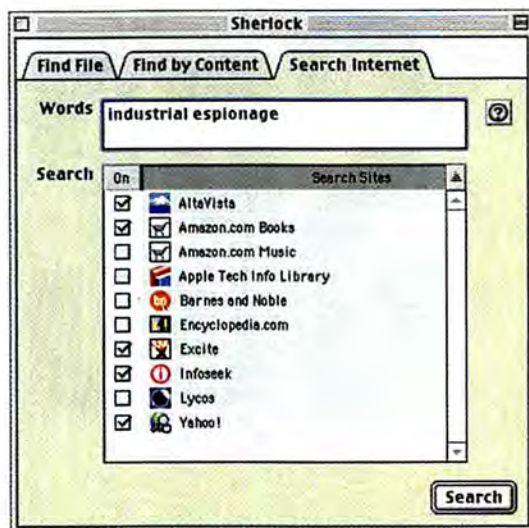 Sherlock
Find File Find by Content Search Internet
Words industrial espionage
Search On Search Sites
AltaVista
Amazon.com Books
Amazon.com Music
Apple Tech Info Library
Barnes and Noble
Encyclopedia.com
Excite
Infoseek
Lycos
Yahoo!
Search